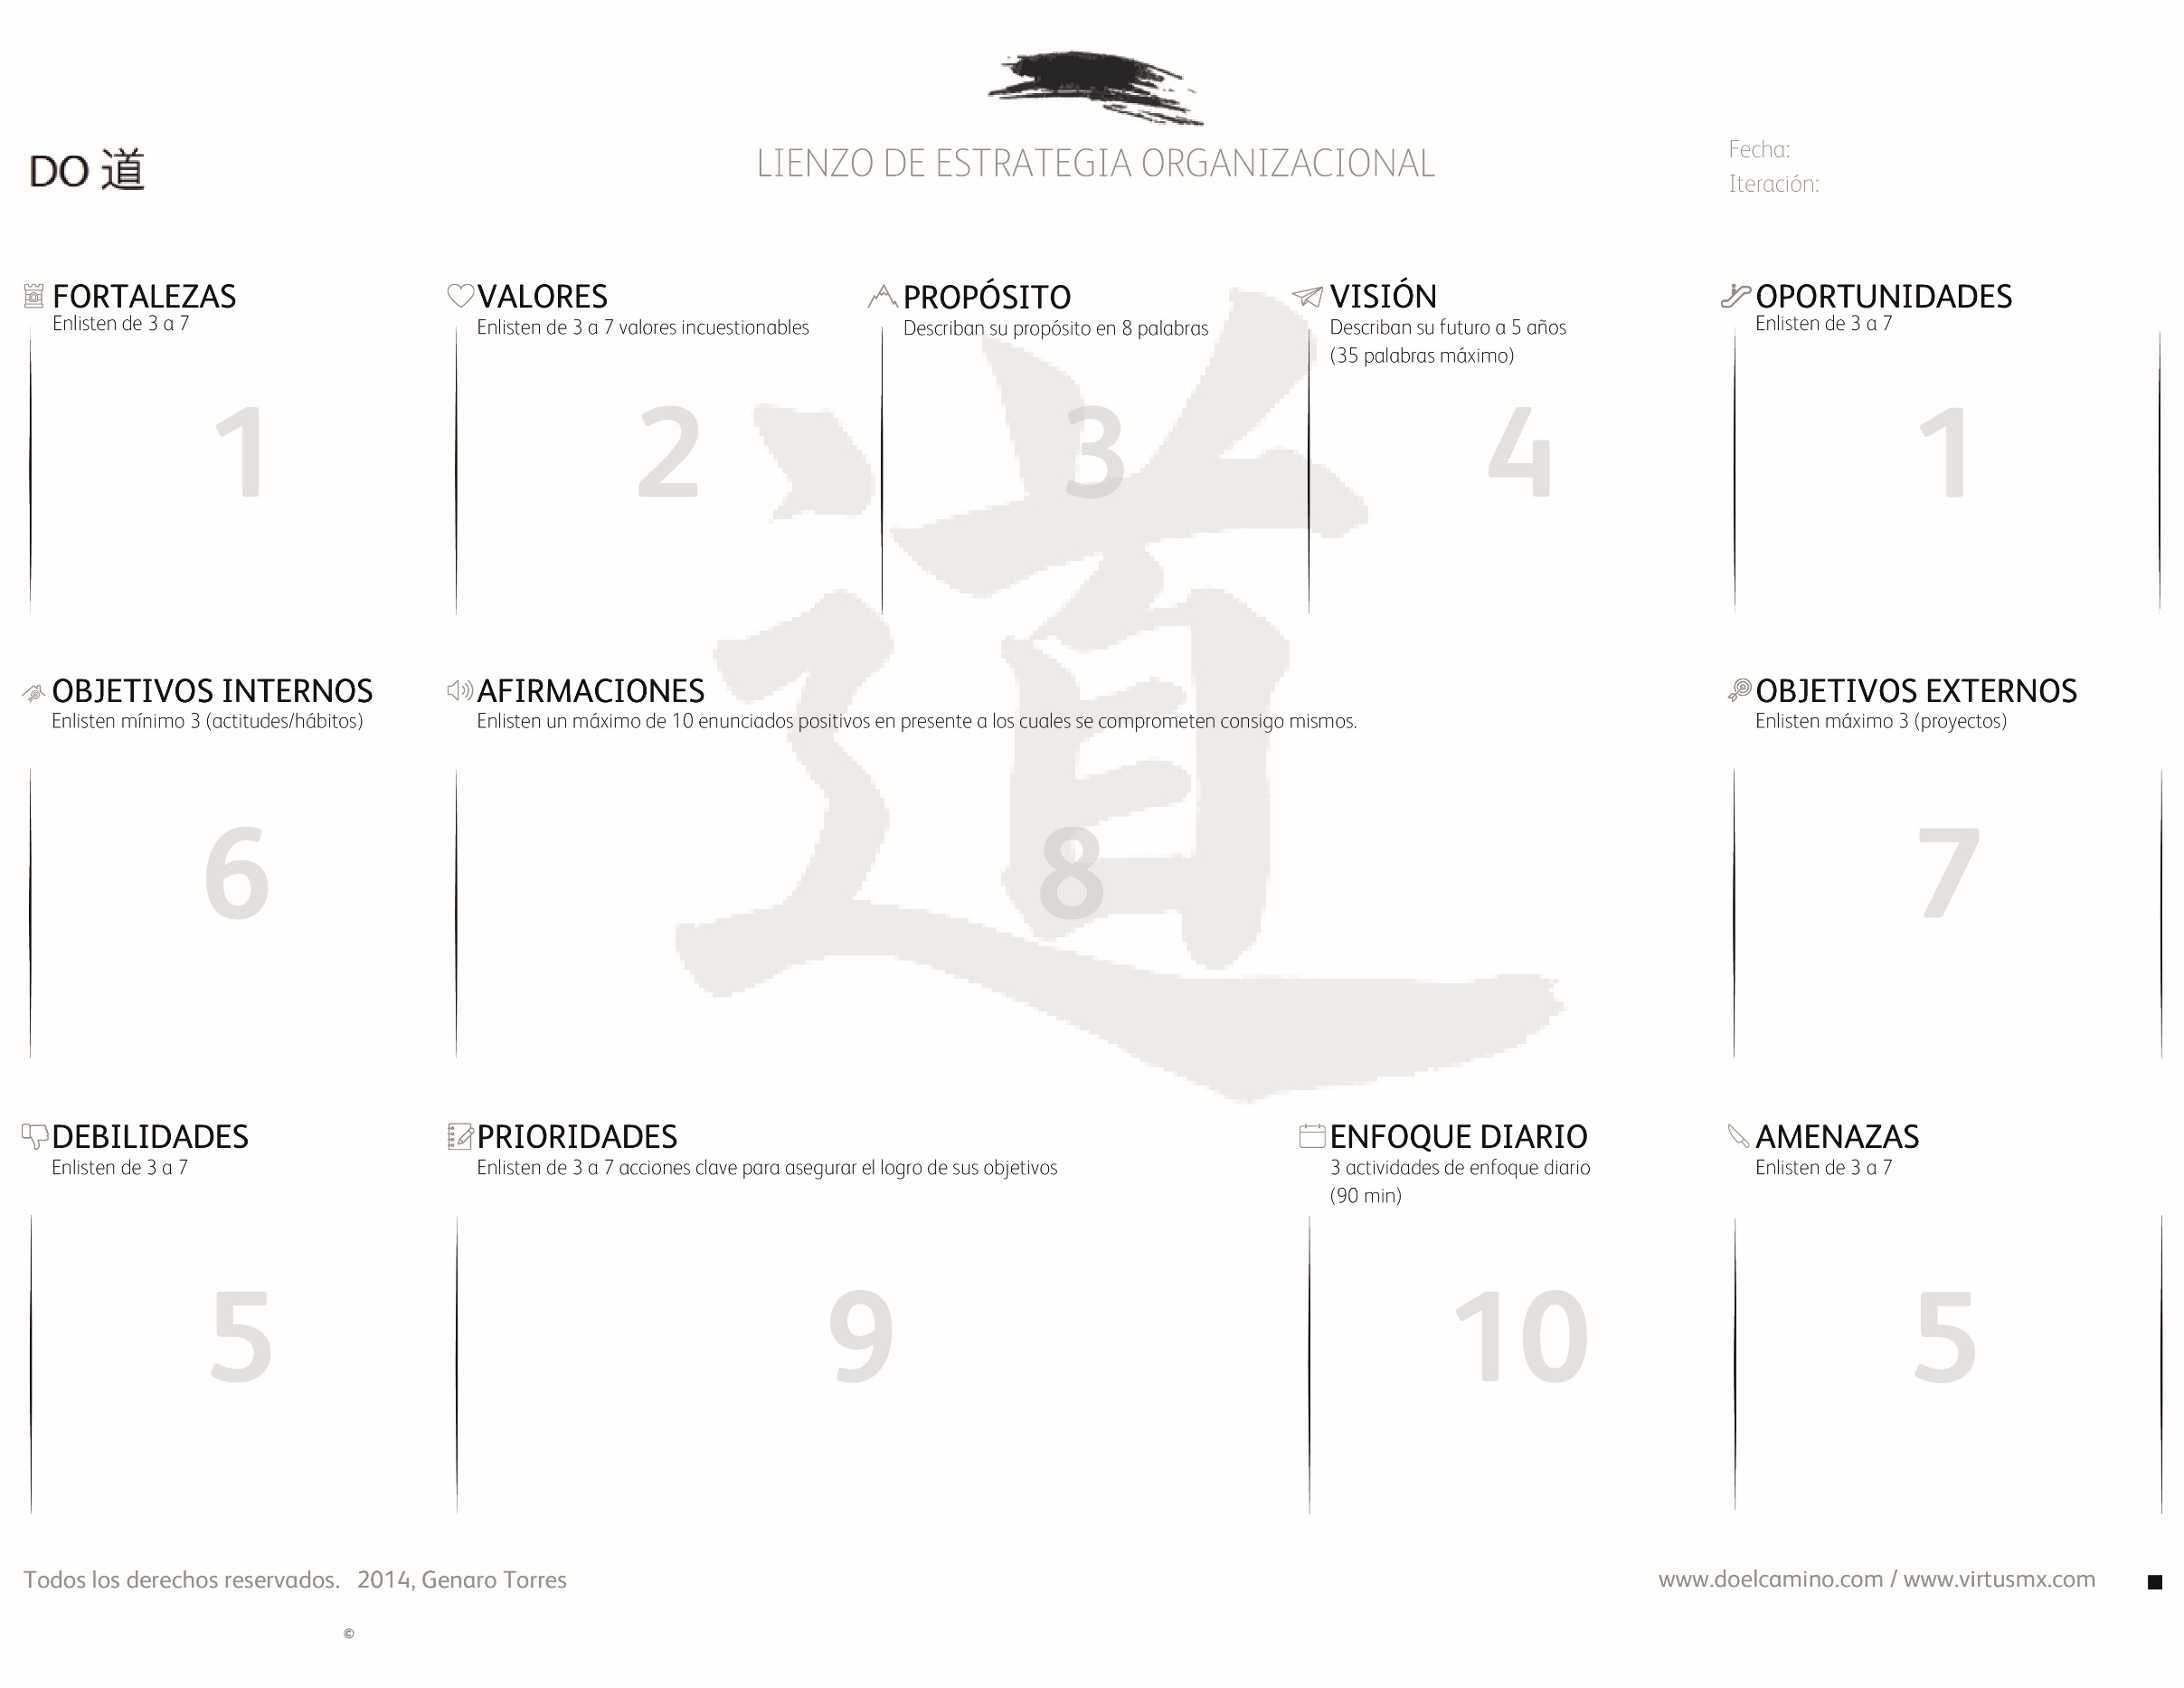 DO 道
LIENZO DE ESTRATEGIA ORGANIZACIONAL
Fecha:
Iteración:
FORTALEZAS
Enlisten de 3 a 7
1
VALORES
Enlisten de 3 a 7 valores incuestionables
2
PROPÓSITO
Describan su propósito en 8 palabras
3
VISIÓN
Describan su futuro a 5 años
(35 palabras máximo)
4
OPORTUNIDADES
Enlisten de 3 a 7
1
道
OBJETIVOS INTERNOS
Enlisten mínimo 3 (actitudes/hábitos)
6
AFIRMACIONES
Enlisten un máximo de 10 enunciados positivos en presente a los cuales se comprometen consigo mismos.
8
OBJETIVOS EXTERNOS
Enlisten máximo 3 (proyectos)
7
DEBILIDADES
Enlisten de 3 a 7
5
PRIORIDADES
Enlisten de 3 a 7 acciones clave para asegurar el logro de sus objetivos
9
ENFOQUE DIARIO
3 actividades de enfoque diario
(90 min)
10
AMENAZAS
Enlisten de 3 a 7
5
Todos los derechos reservados. 2014, Genaro Torres
www.doelcamino.com / www.virtusmx.com
©